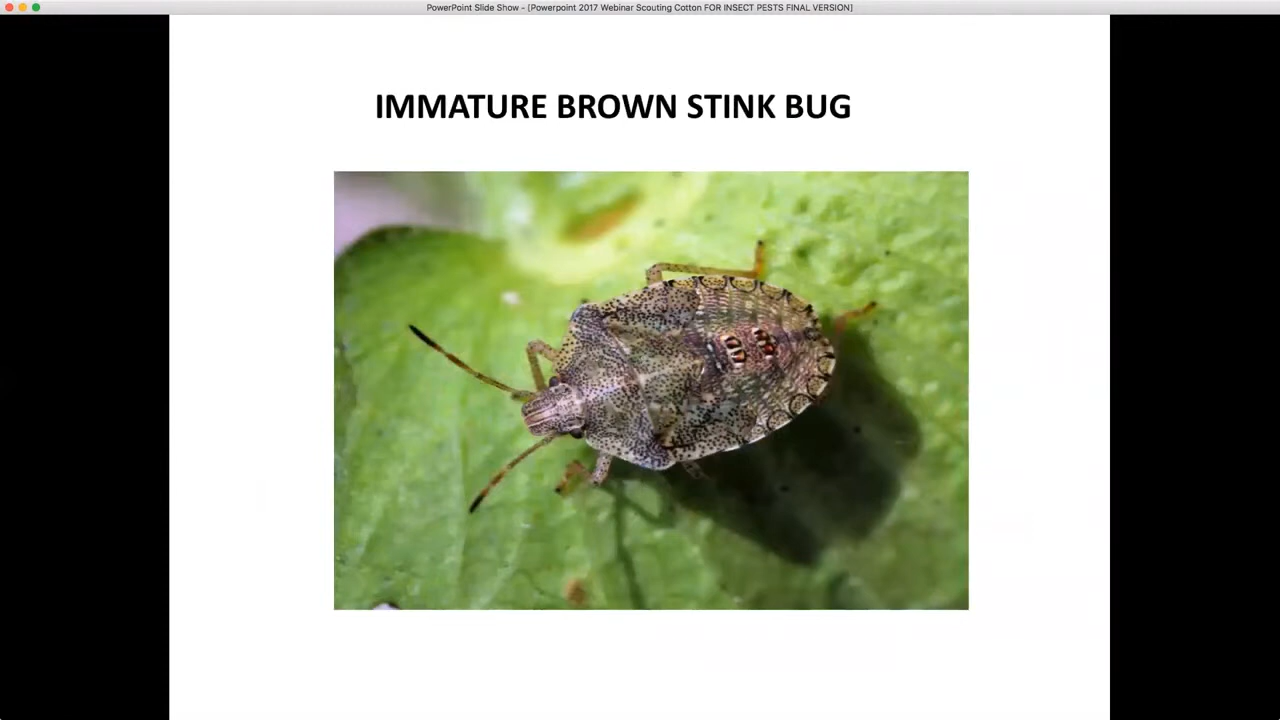 PowerPoint Slide Show - [Powerpoint 2017 Webinar Scouting Cotton FOR INSECT PESTS FINAL VERSION]
IMMATURE BROWN STINK BUG